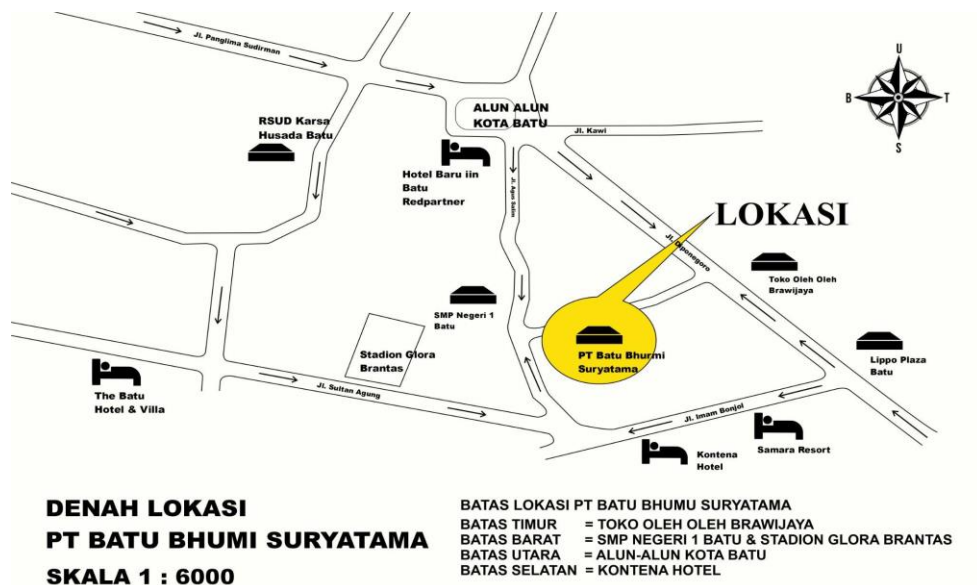 Jl. Panglima Sudirman
U
B
T
S
ALUN ALUN
KOTA BATU
RSUD Karsa
Husada Batu
Jl. Kawi
Hotel Baru iin
Batu
Redpartner
Jl. Agus Salim
LOKASI
Jl. Diponegoro
Toko Oleh Oleh
Brawijaya
SMP Negeri 1
Batu
PT Batu Bhurmi
Suryatama
Lippo Plaza
Batu
Stadion Glora
Brantas
Jl. Sultan Agung
The Batu
Hotel & Villa
Jl. Imam Bonjol
Samara Resort
Kontena
Hotel
DENAH LOKASI
PT BATU BHUMI SURYATAMA
SKALA 1 : 6000
BATAS LOKASI PT BATU BHUMU SURYATAMA
BATAS TIMUR = TOKO OLEH OLEH BRAWIJAYA
BATAS BARAT = SMP NEGERI 1 BATU & STADION GLORA BRANTAS
BATAS UTARA = ALUN-ALUN KOTA BATU
BATAS SELATAN = KONTENA HOTEL